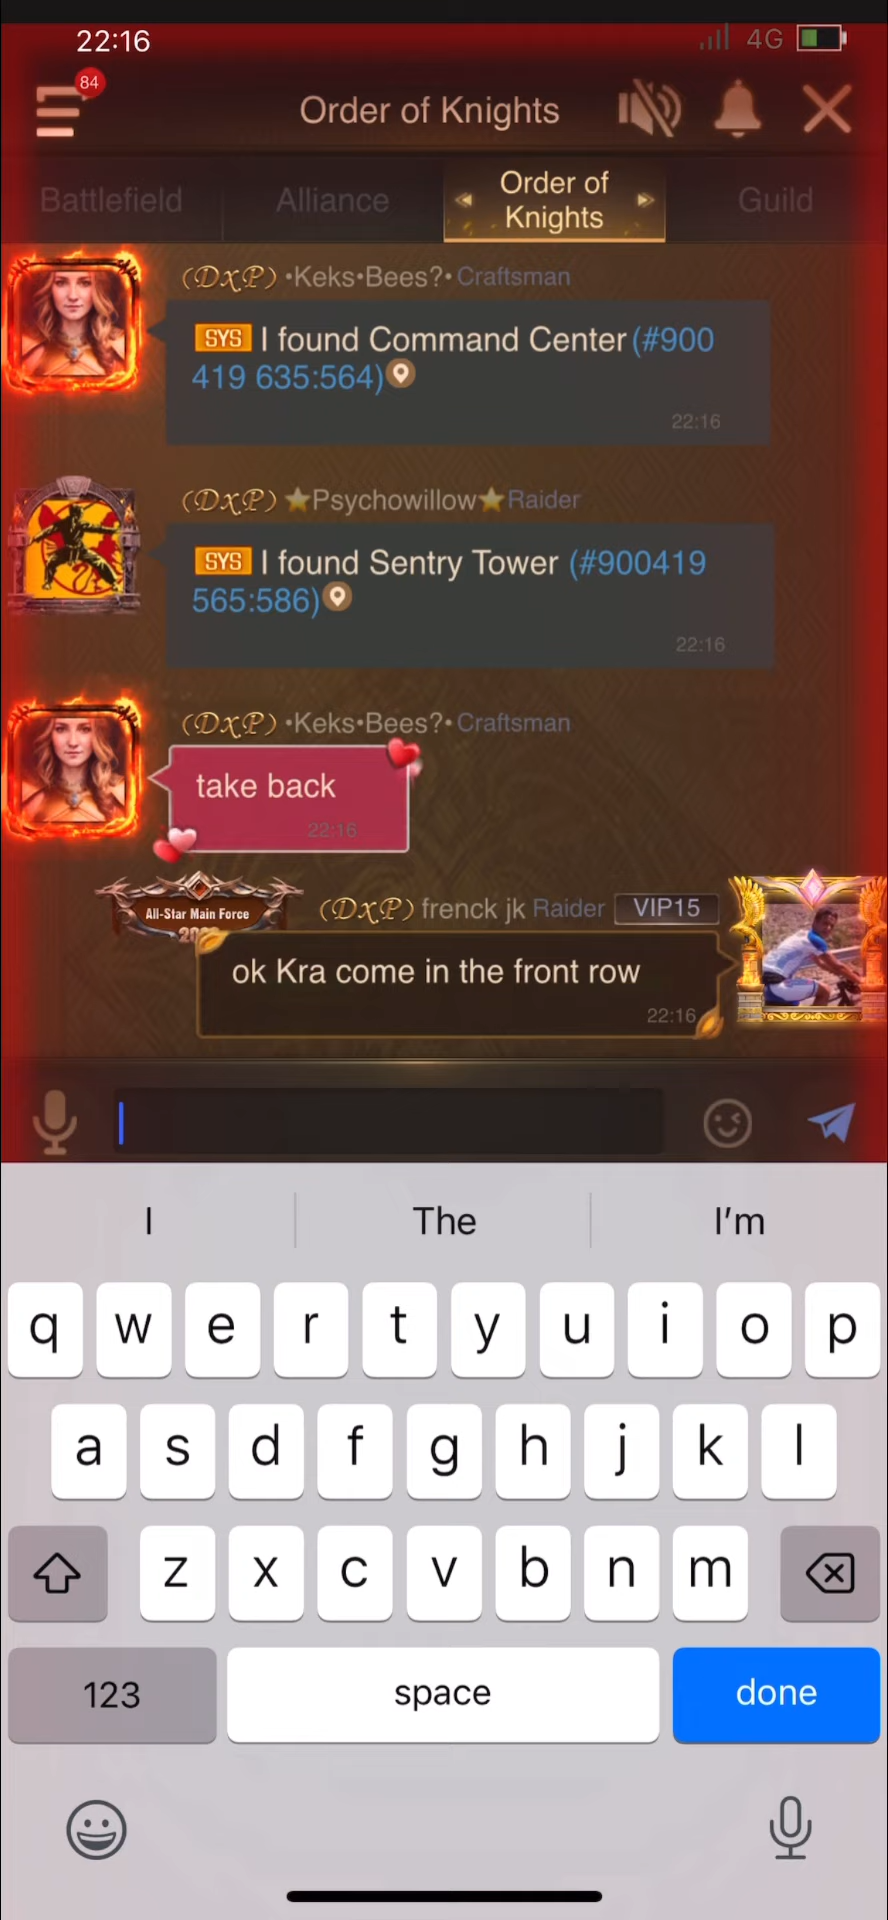 22:16
4G
84
Order of Knights
Battlefield
Alliance
Order of
Knights
Guild
(DxP) •Keks•Bees?• Craftsman
SYS I found Command Center(#900
419 635:564)
22:16
(DxP) ⭐Psychowillow⭐Raider
SYS I found Sentry Tower (#900419
565:586)
22:16
(DxP) •Keks•Bees?• Craftsman
take back
22:16
All-Star Main Force
(DxP) frenck jk Raider VIP15
ok Kra come in the front row
22:16
I
The
I'm
q w e r t y u i o p
a s d f g h j k l
z x c v b n m
123
space
done